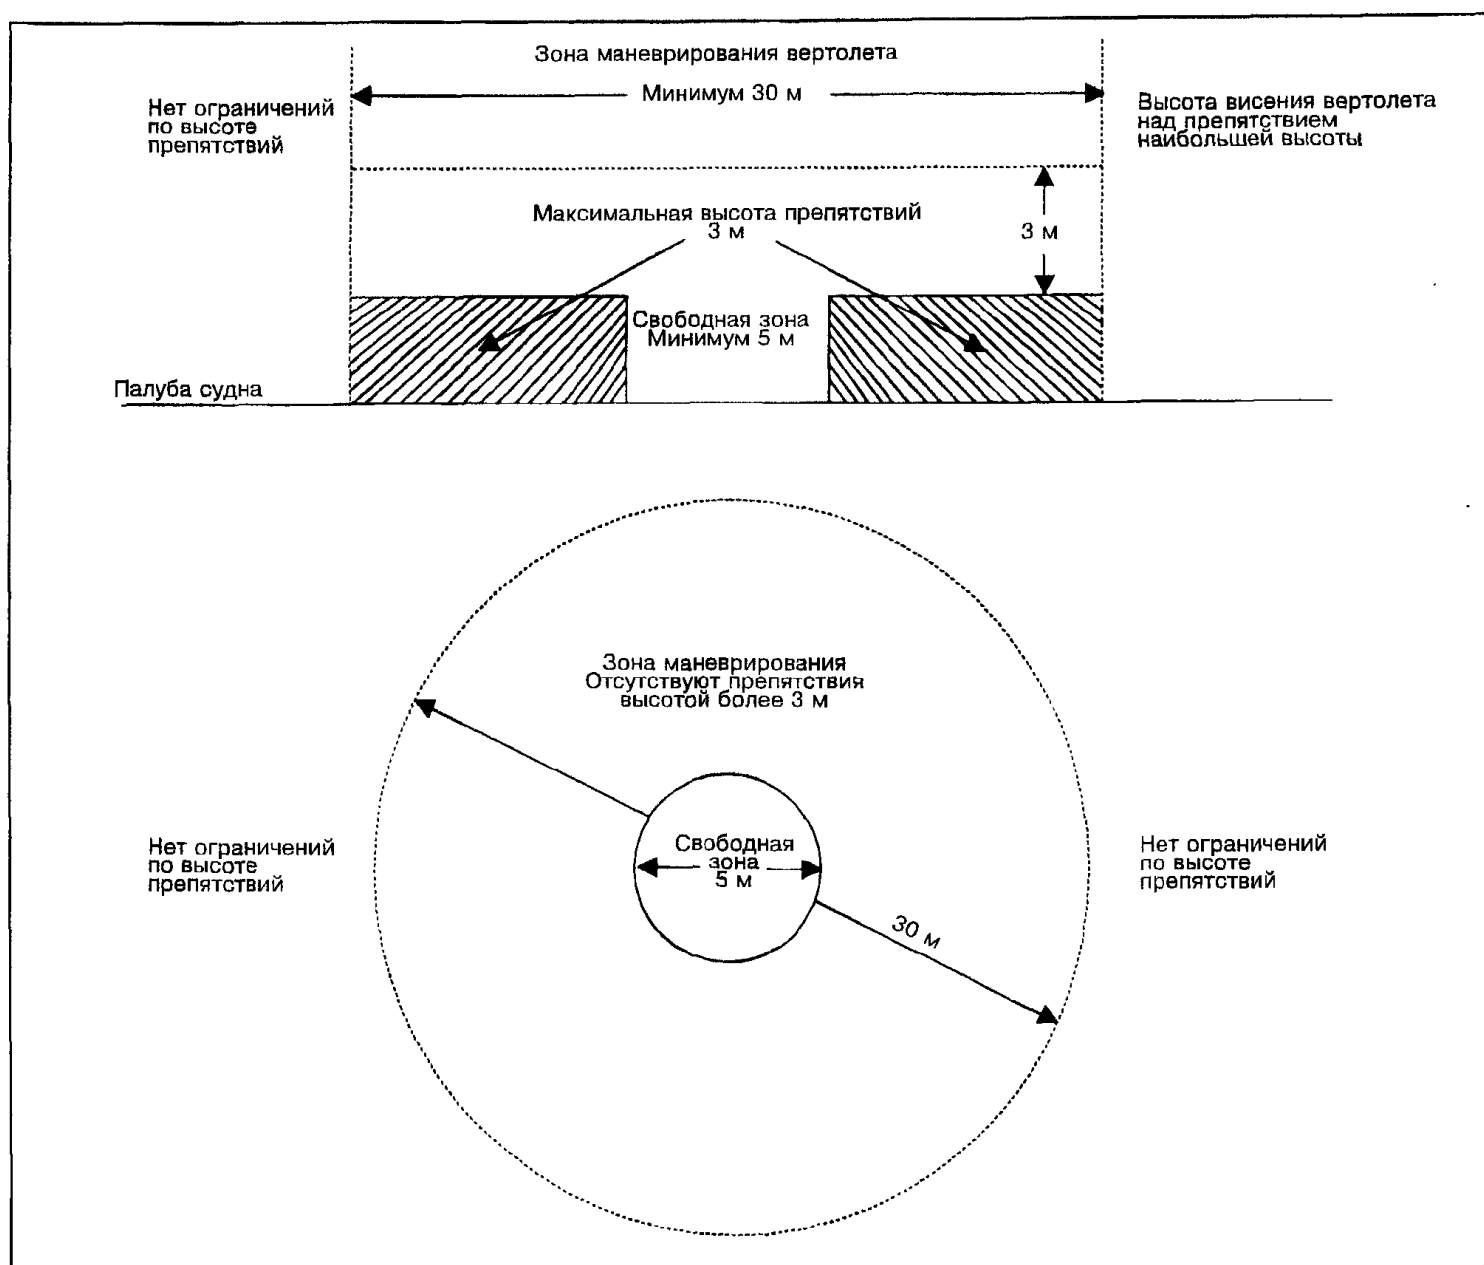 Зона маневрирования вертолета
Минимум 30 м
Нет ограничений
по высоте
препятствий
Высота висения вертолета
над препятствием
наибольшей высоты
Максимальная высота препятствий
3 м
3 м
Свободная зона
Минимум 5 м
Палуба судна
Зона маневрирования
Отсутствуют препятствия
высотой более 3 м
Нет ограничений
по высоте
препятствий
Свободная
зона
5 м
Нет ограничений
по высоте
препятствий
30 м